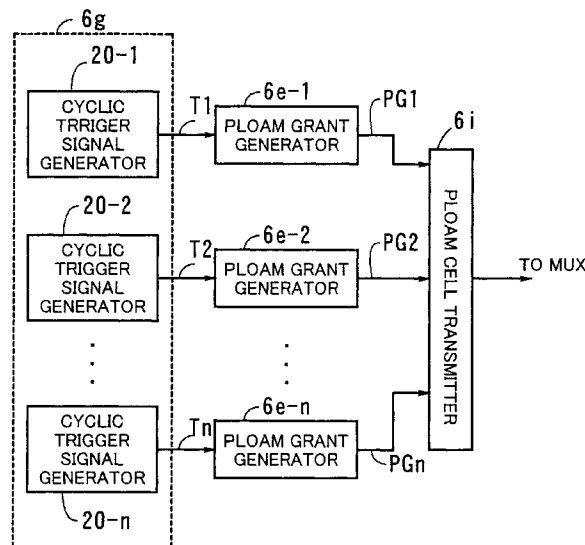 6g
20-1
CYCLIC
TRRIGER
SIGNAL
GENERATOR
T1
6e-1
PLOAM GRANT
GENERATOR
PG1
6i
PLOAM CELL TRANSMITTER
TO MUX
20-2
CYCLIC
TRIGGER
SIGNAL
GENERATOR
T2
6e-2
PLOAM GRANT
GENERATOR
PG2
CYCLIC
TRIGGER
SIGNAL
GENERATOR
20-n
Tn
6e-n
PLOAM GRANT
GENERATOR
PGn